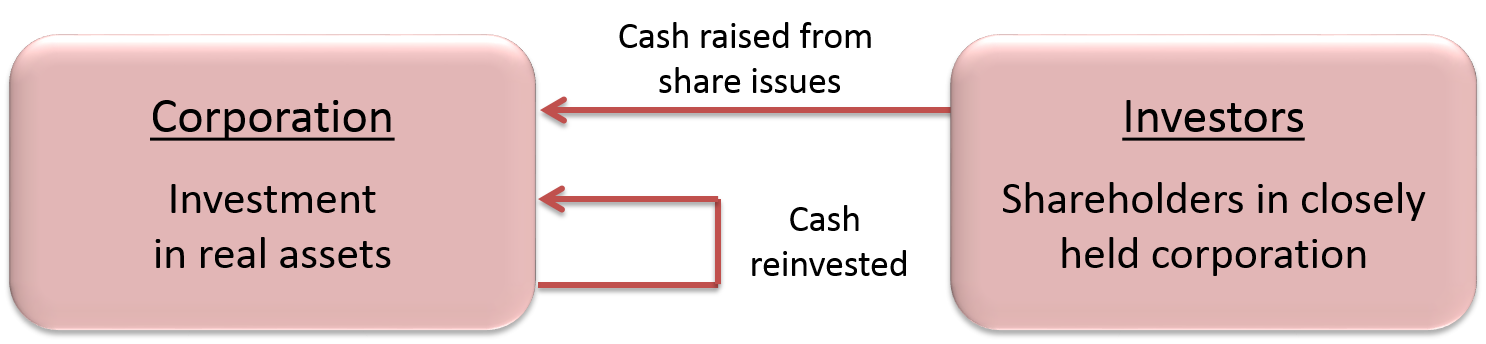 Cash raised from
share issues
Corporation
Investment
in real assets
Cash
reinvested
Investors
Shareholders in closely
held corporation